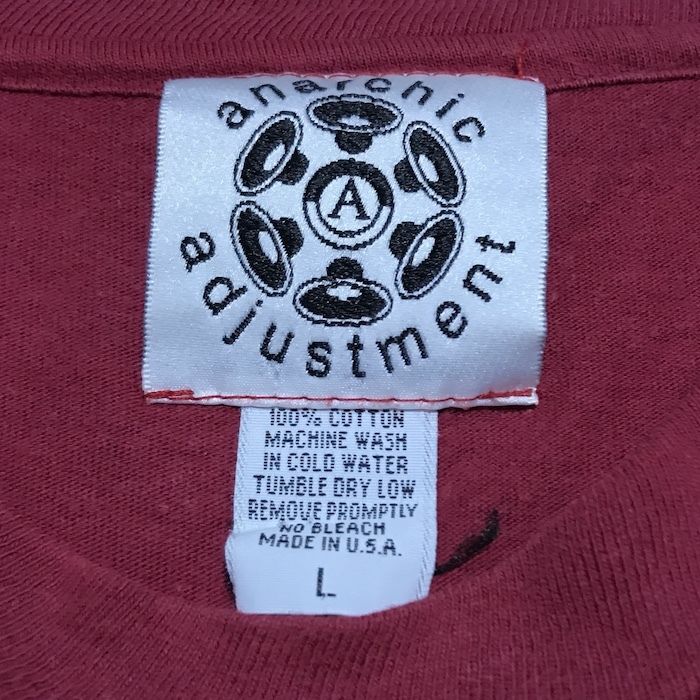 anarchic
A
adjustment
100% COTTON
MACHINE WASH
IN COLD WATER
TUMBLE DRY LOW
REMOVE PROMPTLY
NO BLEACH
MADE IN U.S.A.
L